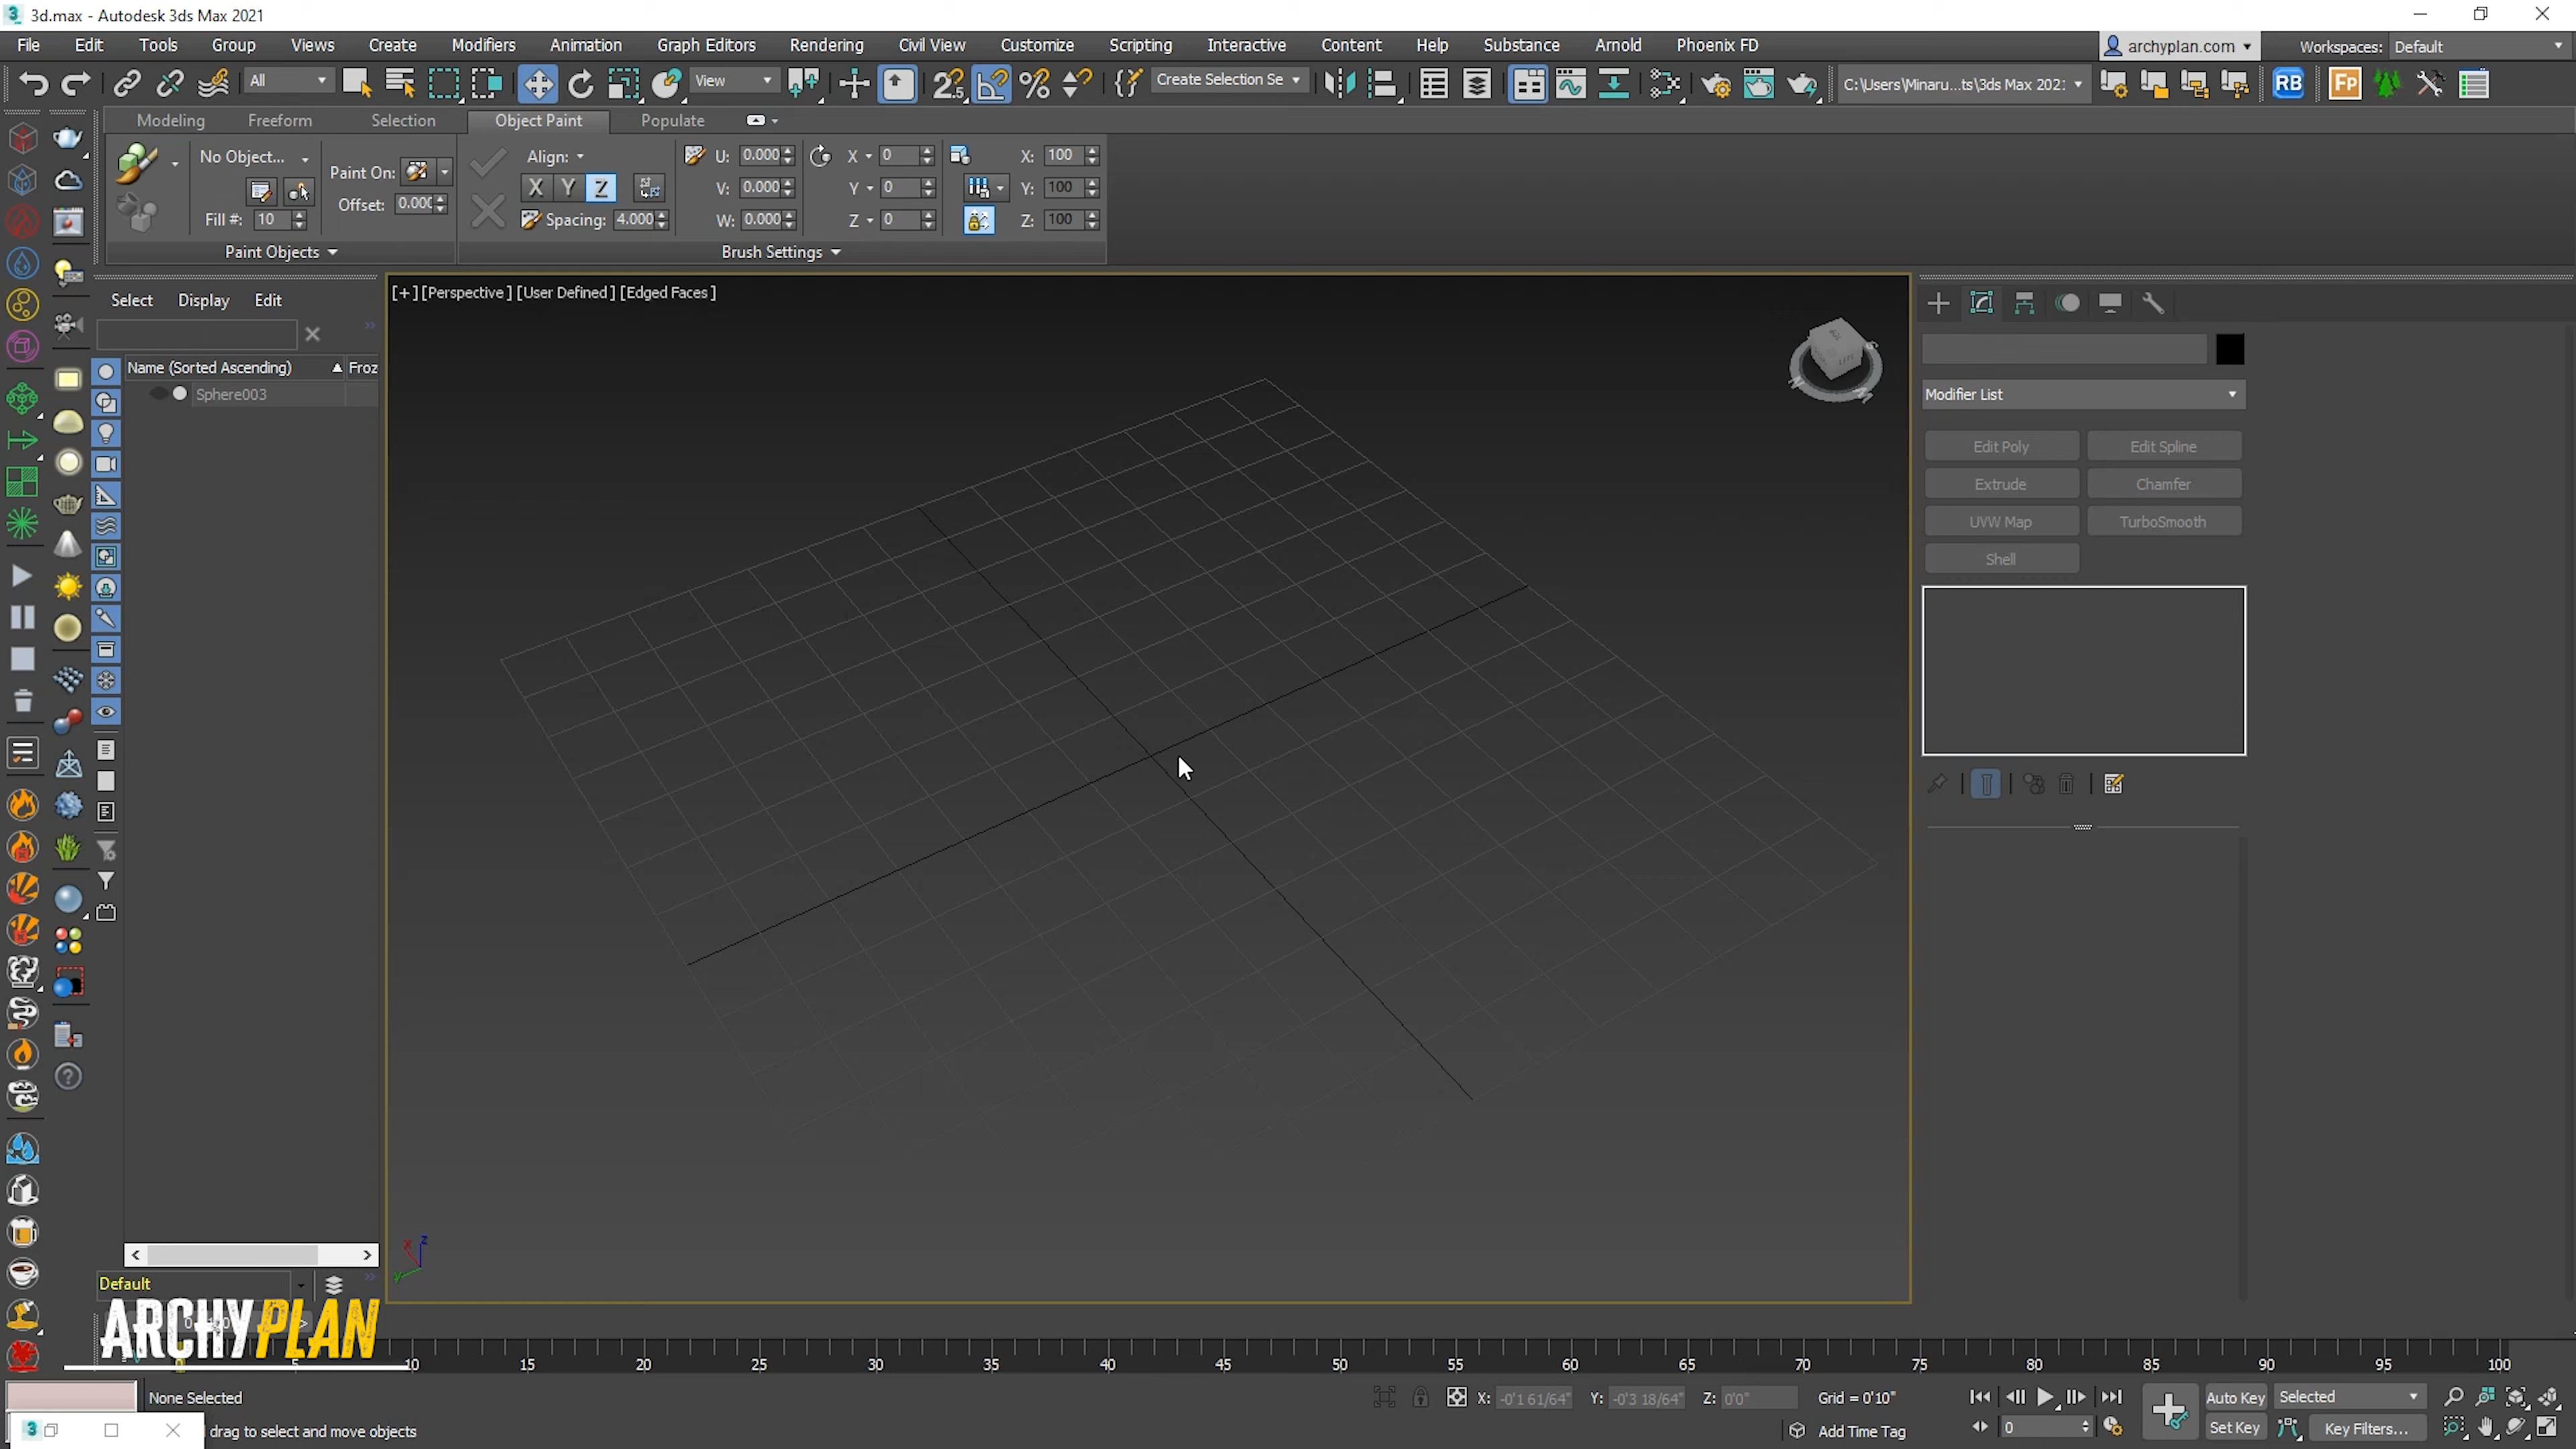 3d.max - Autodesk 3ds Max 2021
File Edit Tools Group Views Create Modifiers Animation Graph Editors Rendering Civil View Customize Scripting Interactive Content Help Substance Arnold Phoenix FD archyplan.com Workspaces: Default
All View Create Selection Se C:\Users\Minaru...ts\3ds Max 202: RB Fp
Modeling Freeform Selection Object Paint Populate
No Object... Paint On: Align: U: 0.000 X 0 X: 100
X Y Z V: 0.000 Y 0 Y: 100
Fill #: 10 Offset: 0.000 Spacing: 4.000 W: 0.000 Z 0 Z: 100
Paint Objects Brush Settings
Select Display Edit
[+] [Perspective] [User Defined] [Edged Faces]
Name (Sorted Ascending) Froz
Sphere003
Modifier List
Edit Poly Edit Spline
Extrude Chamfer
UVW Map TurboSmooth
Shell
Default
ARCHYPLAN
5 10 15 20 25 30 35 40 45 50 55 60 65 70 75 80 85 90 95 100
None Selected X: -0'1 61/64" Y: -0'3 18/64" Z: 0'0" Grid = 0'10" Auto Key Selected
drag to select and move objects Add Time Tag 0 Set Key Key Filters...